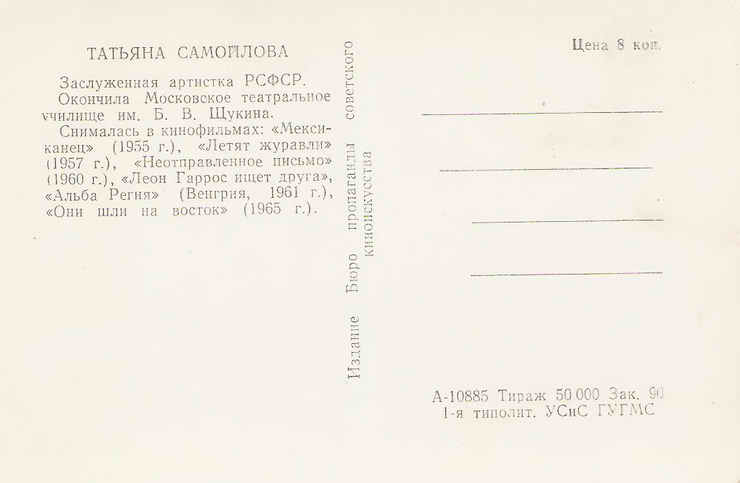 ТАТЬЯНА САМОЙЛОВА
Заслуженная артистка РСФСР.
Окончила Московское театральное
училище им. Б. В. Щукина.
Снималась в кинофильмах: «Мекси-
канец» (1955 г.), «Летят журавли»
(1957 г.), «Неотправленное письмо»
(1960 г.), «Леон Гаррос ищет друга»,
«Альба Регия» (Венгрия, 1961 г.),
«Они шли на восток» (1965 г.).
Издание Бюро пропаганды советского
киноискусства
Цена 8 коп.
А-10885 Тираж 50 000 Зак. 90
1-я типолит. УСиС ГУГМС